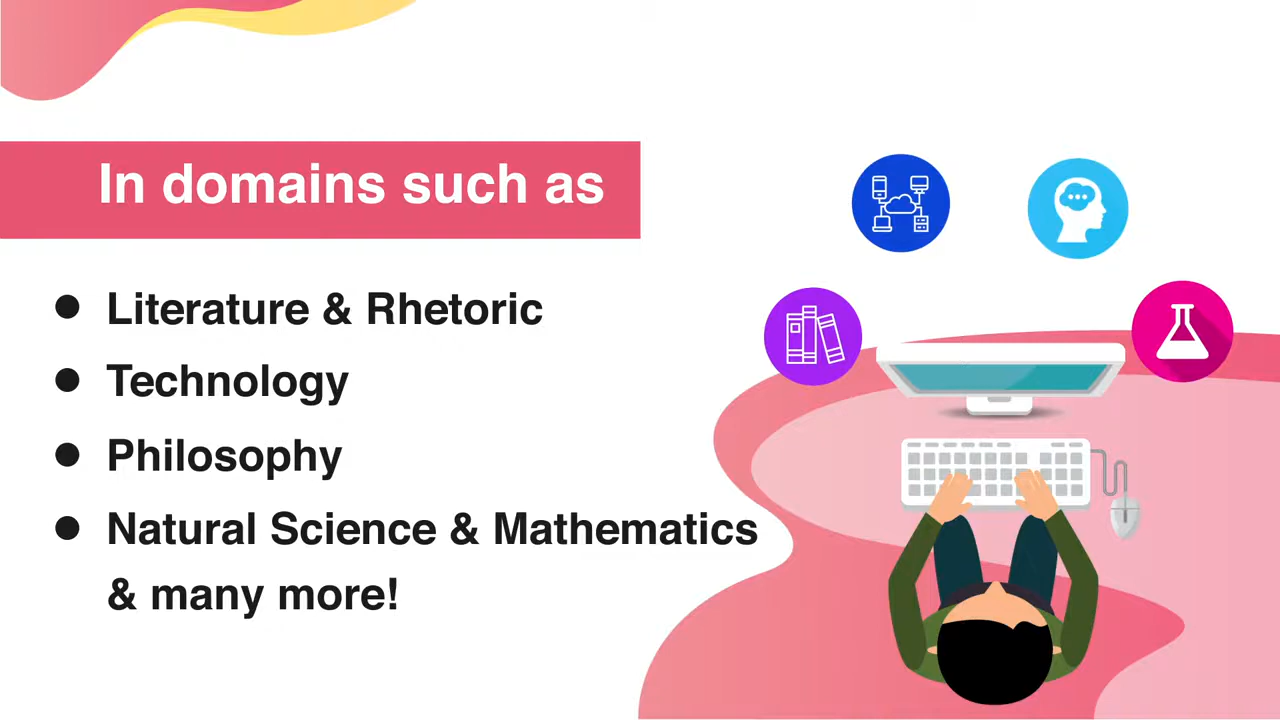 In domains such as
● Literature & Rhetoric
● Technology
● Philosophy
● Natural Science & Mathematics
& many more!